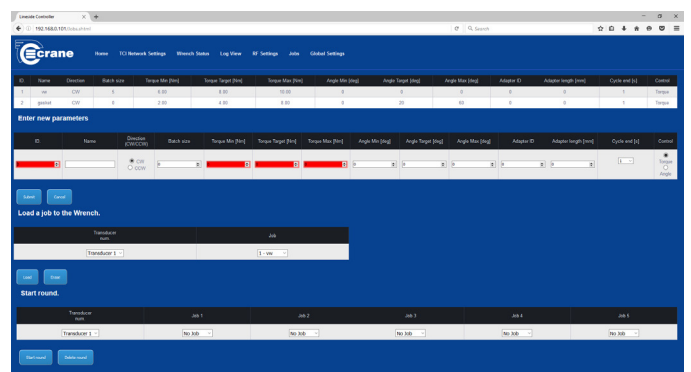 Lineside Controller
192.168.0.101/Jobs.shtml
Search
Ecrane
Home TCI Network Settings Wrench Status Log View RF Settings Jobs Global Settings
ID Name Direction Batch size Torque Min [Nm] Torque Target [Nm] Torque Max [Nm] Angle Min [deg] Angle Target [deg] Angle Max [deg] Adapter ID Adapter length [mm] Cycle end [s] Control
1 vw CW 5 6.00 8.00 10.00 0 0 0 0 0 1 Torque
2 CW 6 2.00 4.00 8.00 0 20 60 0 0 1 Torque
Enter new parameters
ID Name Direction (CW/CCW) Batch size Torque Min [Nm] Torque Target [Nm] Torque Max [Nm] Angle Min [deg] Angle Target [deg] Angle Max [deg] Adapter ID Adapter length [mm] Cycle end [s] Control
CW
CCW
1
Torque
Angle
Submit Cancel
Load a job to the Wrench.
Transducer num Job
Transducer 1 1 - vw
Load
Start round.
Transducer num Job 1 Job 2 Job 3 Job 4 Job 5
Transducer 1 No Job No Job No Job No Job No Job
Start round Delete round